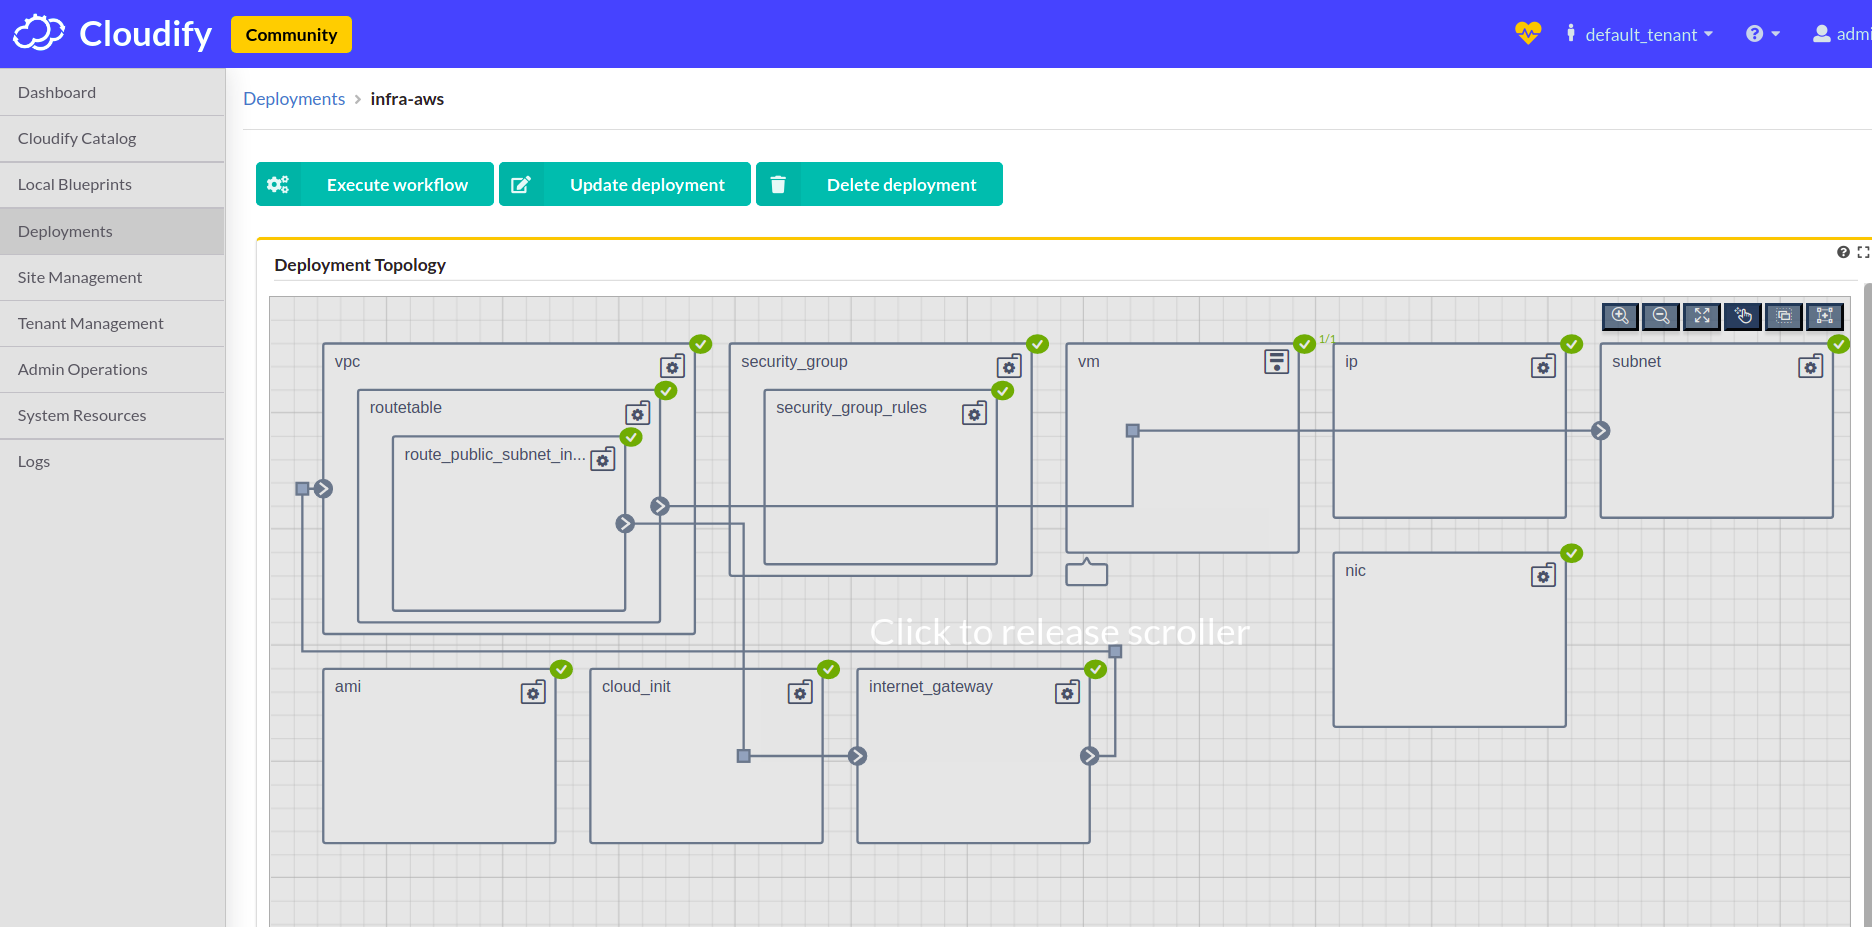 Cloudify Community default_tenant admi
Dashboard
Cloudify Catalog
Local Blueprints
Deployments
Site Management
Tenant Management
Admin Operations
System Resources
Logs
Deployments infra-aws
Execute workflow Update deployment Delete deployment
Deployment Topology
vpc
routetable
route_public_subnet_in...
security_group
security_group_rules
vm
1/1
ip
subnet
nic
Click to release scroller
ami
cloud_init
internet_gateway